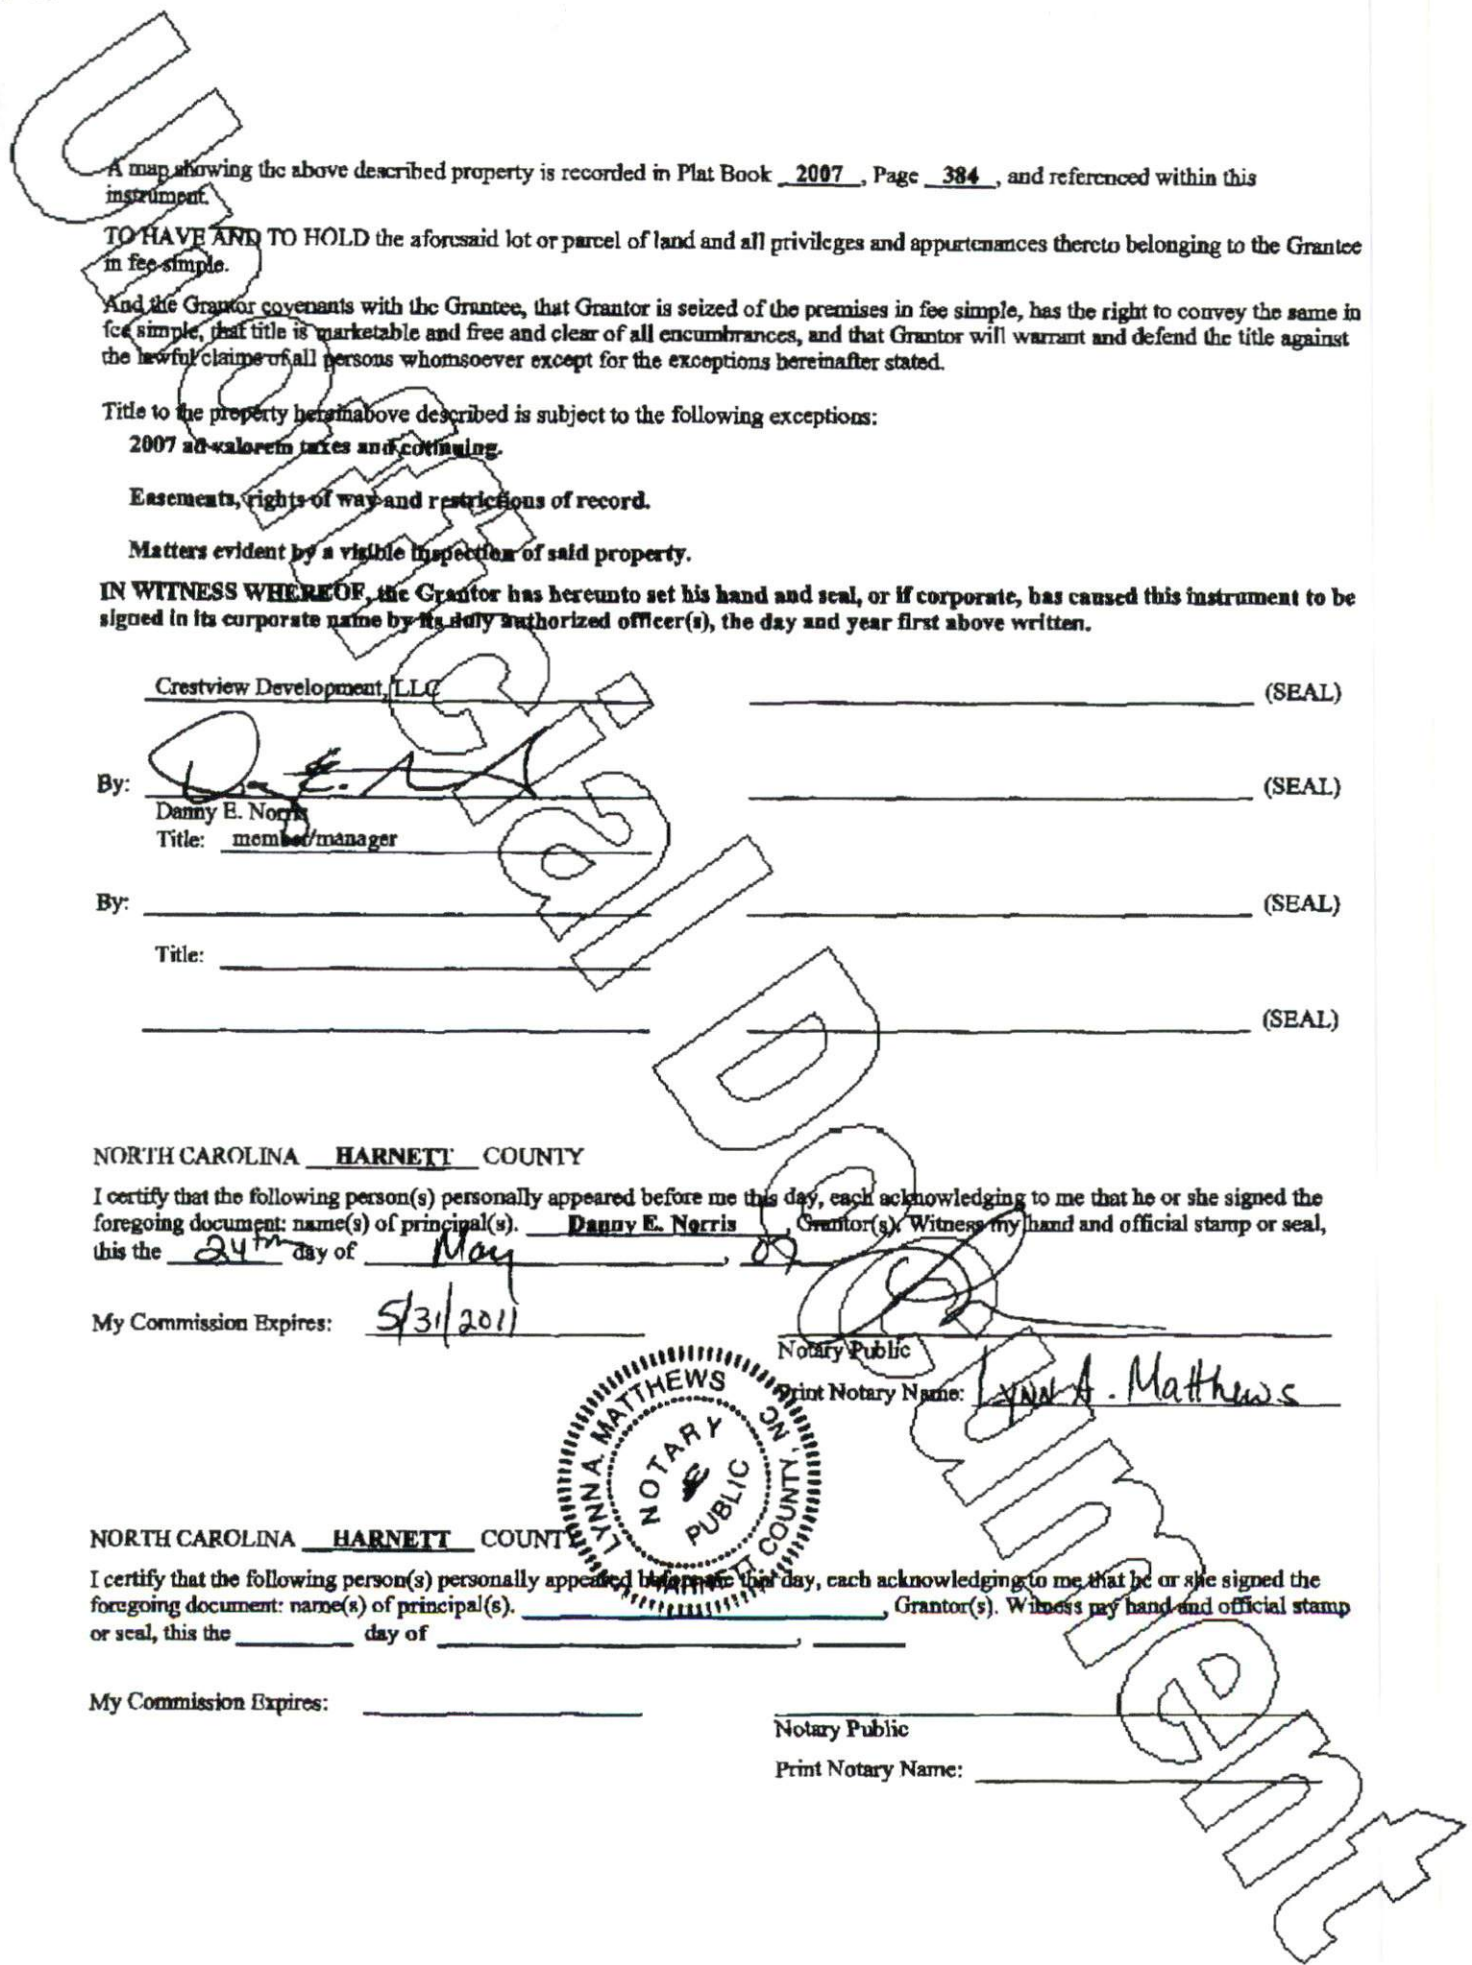 A map showing the above described property is recorded in Plat Book 2007 , Page 384 , and referenced within this
instrument.
TO HAVE AND TO HOLD the aforesaid lot or parcel of land and all privileges and appurtenances thereto belonging to the Grantee
in fee simple.
And the Grantor covenants with the Grantee, that Grantor is seized of the premises in fee simple, has the right to convey the same in
fee simple, that title is marketable and free and clear of all encumbrances, and that Grantor will warrant and defend the title against
the lawful claims of all persons whomsoever except for the exceptions hereinafter stated.
Title to the property hereinabove described is subject to the following exceptions:
2007 ad valorem taxes and cotinuing.
Easements, rights of way and restrictions of record.
Matters evident by a visible inspection of said property.
IN WITNESS WHEREOF, the Grantor has hereunto set his hand and seal, or if corporate, has caused this instrument to be
signed in its corporate name by its duly authorized officer(s), the day and year first above written.
Crestview Development, LLC (SEAL)
By: (SEAL)
Danny E. Norris
Title: member/manager
By: (SEAL)
Title:
(SEAL)
NORTH CAROLINA HARNETT COUNTY
I certify that the following person(s) personally appeared before me this day, each acknowledging to me that he or she signed the
foregoing document: name(s) of principal(s). Danny E. Norris , Grantor(s). Witness my hand and official stamp or seal,
this the 24th day of May , 07
My Commission Expires: 5/31/2011
Notary Public
Print Notary Name: Lynn A. Matthews
LYNN A. MATTHEWS
NOTARY
PUBLIC
HARNETT COUNTY, NC
NORTH CAROLINA HARNETT COUNTY
I certify that the following person(s) personally appeared before me this day, each acknowledging to me that he or she signed the
foregoing document: name(s) of principal(s). , Grantor(s). Witness my hand and official stamp
or seal, this the day of ,
My Commission Expires:
Notary Public
Print Notary Name:
Unofficial Document